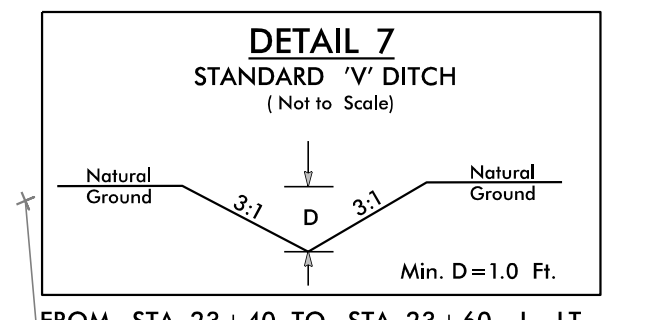 DETAIL 7
STANDARD 'V' DITCH
( Not to Scale)
Natural
Ground
3:1
D
3:1
Natural
Ground
Min. D=1.0 Ft.
FROM STA. 23+40 TO STA. 23+60 -L- LT